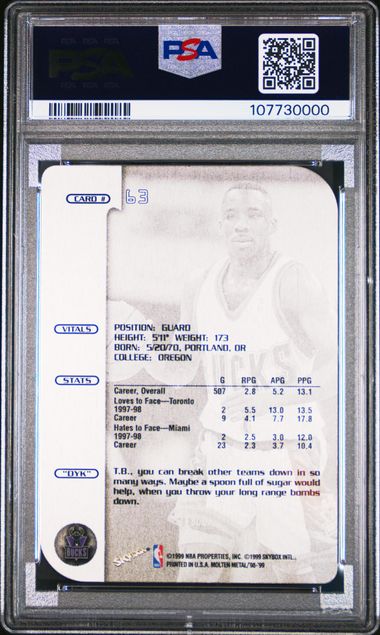 PSA PSA PSA
PSA
PSA
107730000
CARD # 63
VITALS
POSITION: GUARD
HEIGHT: 5'11" WEIGHT: 173
BORN: 5/20/70, PORTLAND, OR
COLLEGE: OREGON
STATS
G RPG APG PPG
Career, Overall 507 2.8 5.2 13.1
Loves to Face—Toronto
1997-98 2 5.5 13.0 13.5
Career 9 4.1 7.7 17.8
Hates to Face—Miami
1997-98 2 2.5 3.0 12.0
Career 23 2.3 3.7 10.4
"DYK"
T.B., you can break other teams down in so
many ways. Maybe a spoon full of sugar would
help, when you throw your long range bombs
down.
BUCKS
SKYBOX
©1999 NBA PROPERTIES, INC. ©1999 SKYBOX INTL.,
PRINTED IN U.S.A. MOLTEN METAL/'98-'99